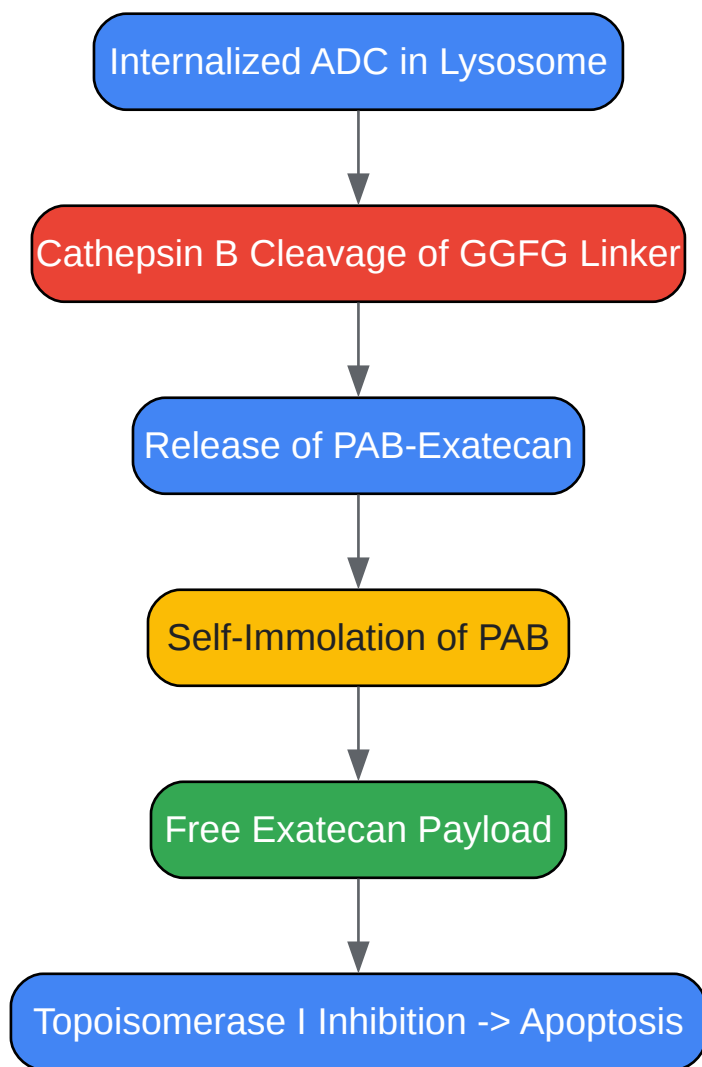 Internalized ADC in Lysosome
Cathepsin B Cleavage of GGFG Linker
Release of PAB-Exatecan
Self-Immolation of PAB
Free Exatecan Payload
Topoisomerase I Inhibition -> Apoptosis